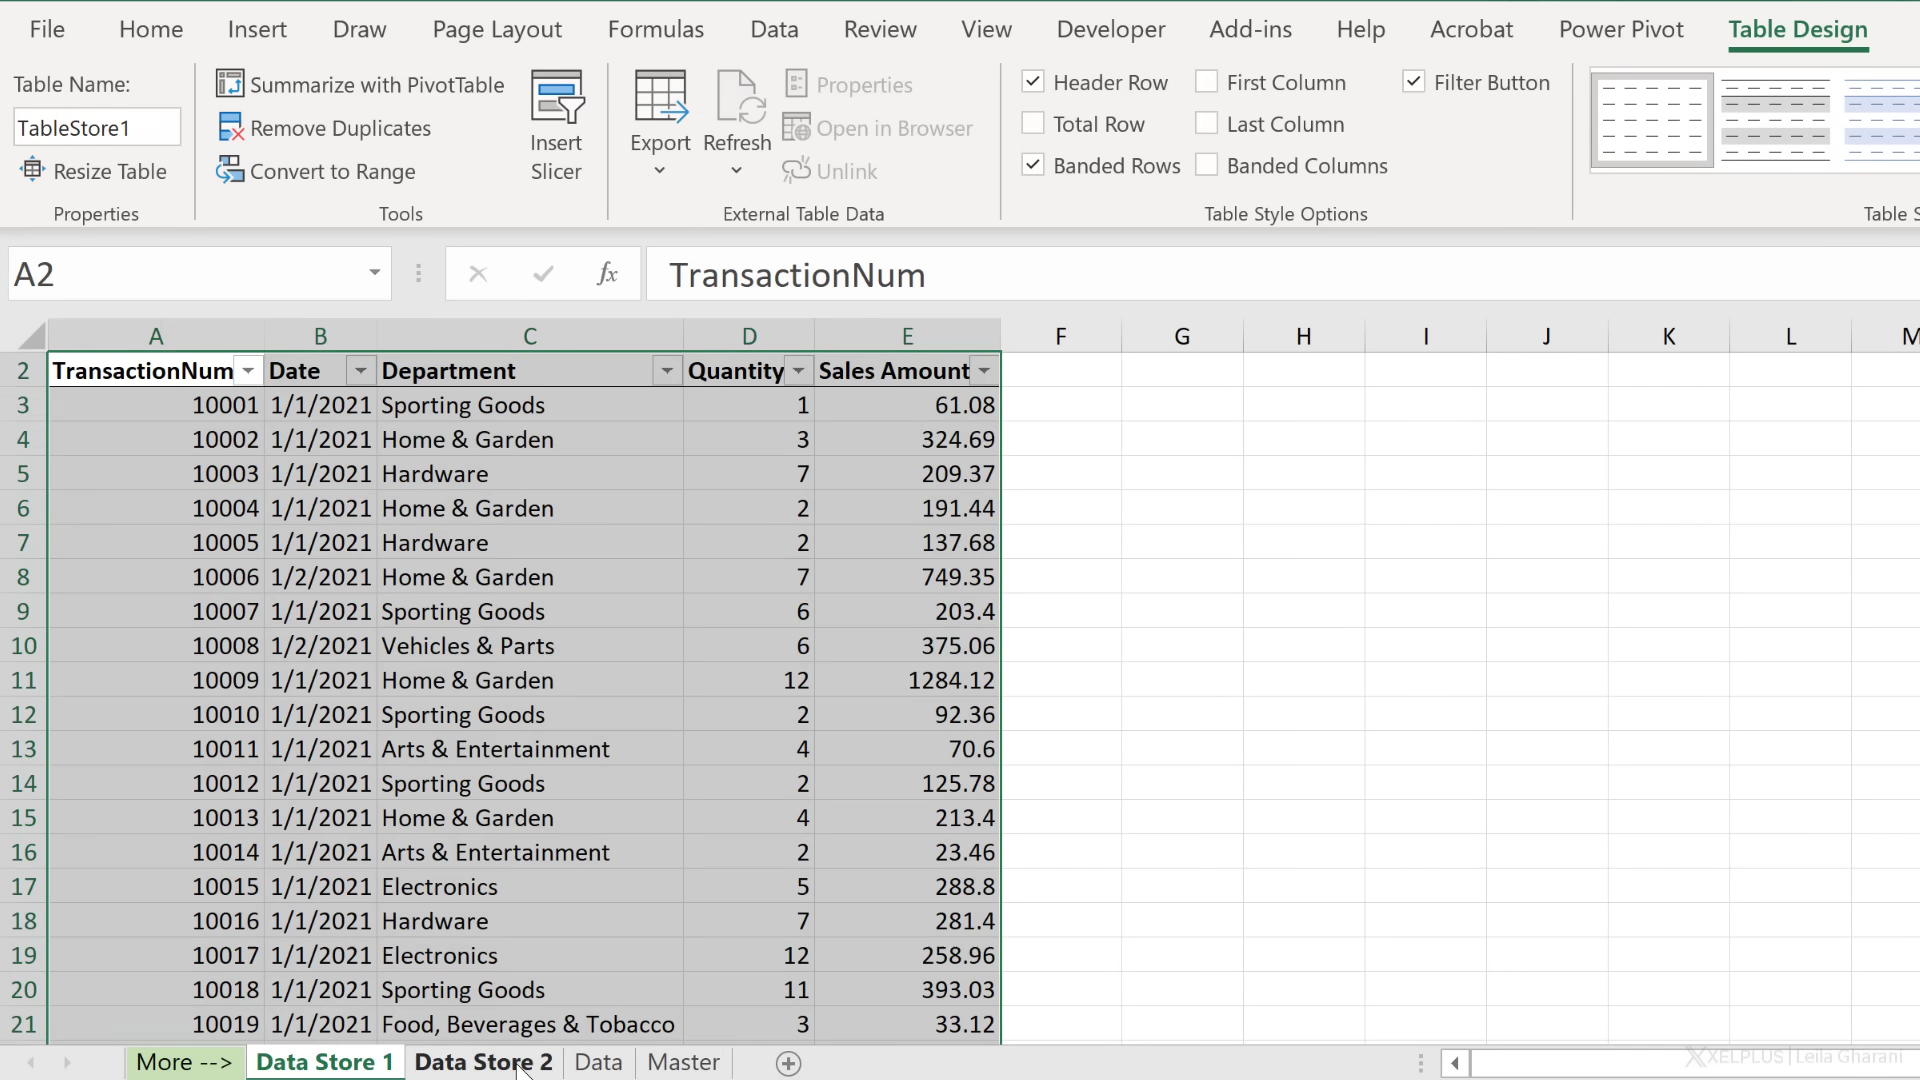 File Home Insert Draw Page Layout Formulas Data Review View Developer Add-ins Help Acrobat Power Pivot Table Design
Table Name:
TableStore1
Resize Table
Properties
Summarize with PivotTable
Remove Duplicates
Convert to Range
Tools
Insert
Slicer
Export
Refresh
Properties
Open in Browser
Unlink
External Table Data
Header Row First Column Filter Button
Total Row Last Column
Banded Rows Banded Columns
Table Style Options
Table S
A2 fx TransactionNum
A B C D E F G H I J K L M
2 TransactionNum Date Department Quantity Sales Amount
3 10001 1/1/2021 Sporting Goods 1 61.08
4 10002 1/1/2021 Home & Garden 3 324.69
5 10003 1/1/2021 Hardware 7 209.37
6 10004 1/1/2021 Home & Garden 2 191.44
7 10005 1/1/2021 Hardware 2 137.68
8 10006 1/2/2021 Home & Garden 7 749.35
9 10007 1/1/2021 Sporting Goods 6 203.4
10 10008 1/2/2021 Vehicles & Parts 6 375.06
11 10009 1/1/2021 Home & Garden 12 1284.12
12 10010 1/1/2021 Sporting Goods 2 92.36
13 10011 1/1/2021 Arts & Entertainment 4 70.6
14 10012 1/1/2021 Sporting Goods 2 125.78
15 10013 1/1/2021 Home & Garden 4 213.4
16 10014 1/1/2021 Arts & Entertainment 2 23.46
17 10015 1/1/2021 Electronics 5 288.8
18 10016 1/1/2021 Hardware 7 281.4
19 10017 1/1/2021 Electronics 12 258.96
20 10018 1/1/2021 Sporting Goods 11 393.03
21 10019 1/1/2021 Food, Beverages & Tobacco 3 33.12
More --> Data Store 1 Data Store 2 Data Master
XELPLUS | Leila Gharani